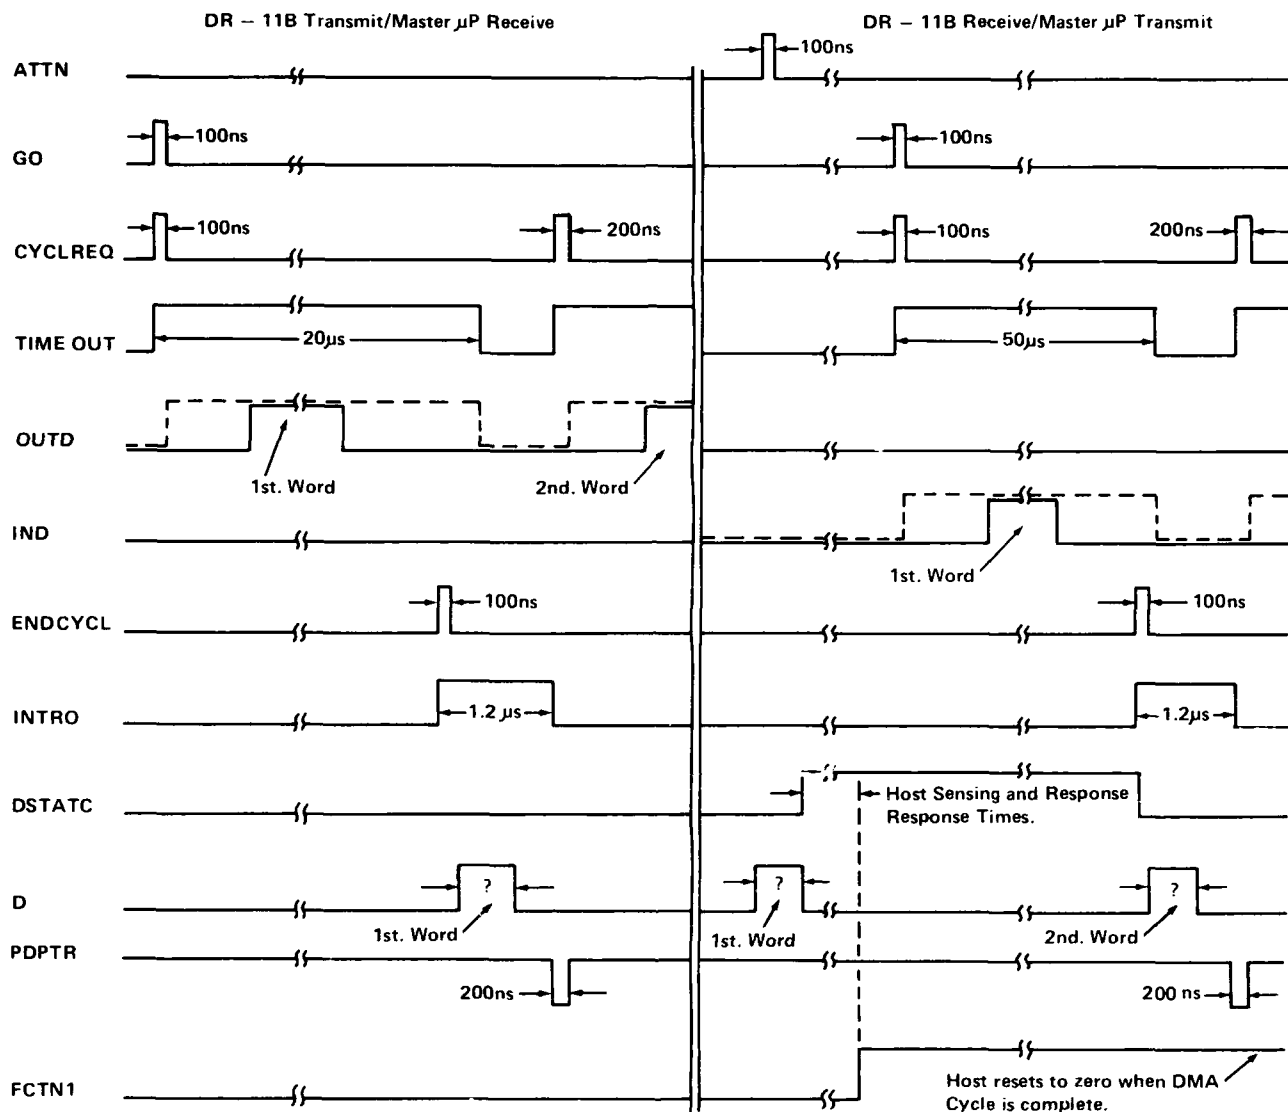 DR – 11B Transmit/Master μP Receive
DR – 11B Receive/Master μP Transmit
ATTN
100ns
GO
100ns
100ns
CYCLREQ
100ns
200ns
100ns
200ns
TIME OUT
20μs
50μs
OUTD
1st. Word
2nd. Word
IND
1st. Word
ENDCYCL
100ns
100ns
INTRO
1.2 μs
1.2μs
DSTATC
Host Sensing and Response
Response Times.
D
?
?
?
1st. Word
1st. Word
2nd. Word
PDPTR
200ns
200 ns
FCTN1
Host resets to zero when DMA
Cycle is complete.